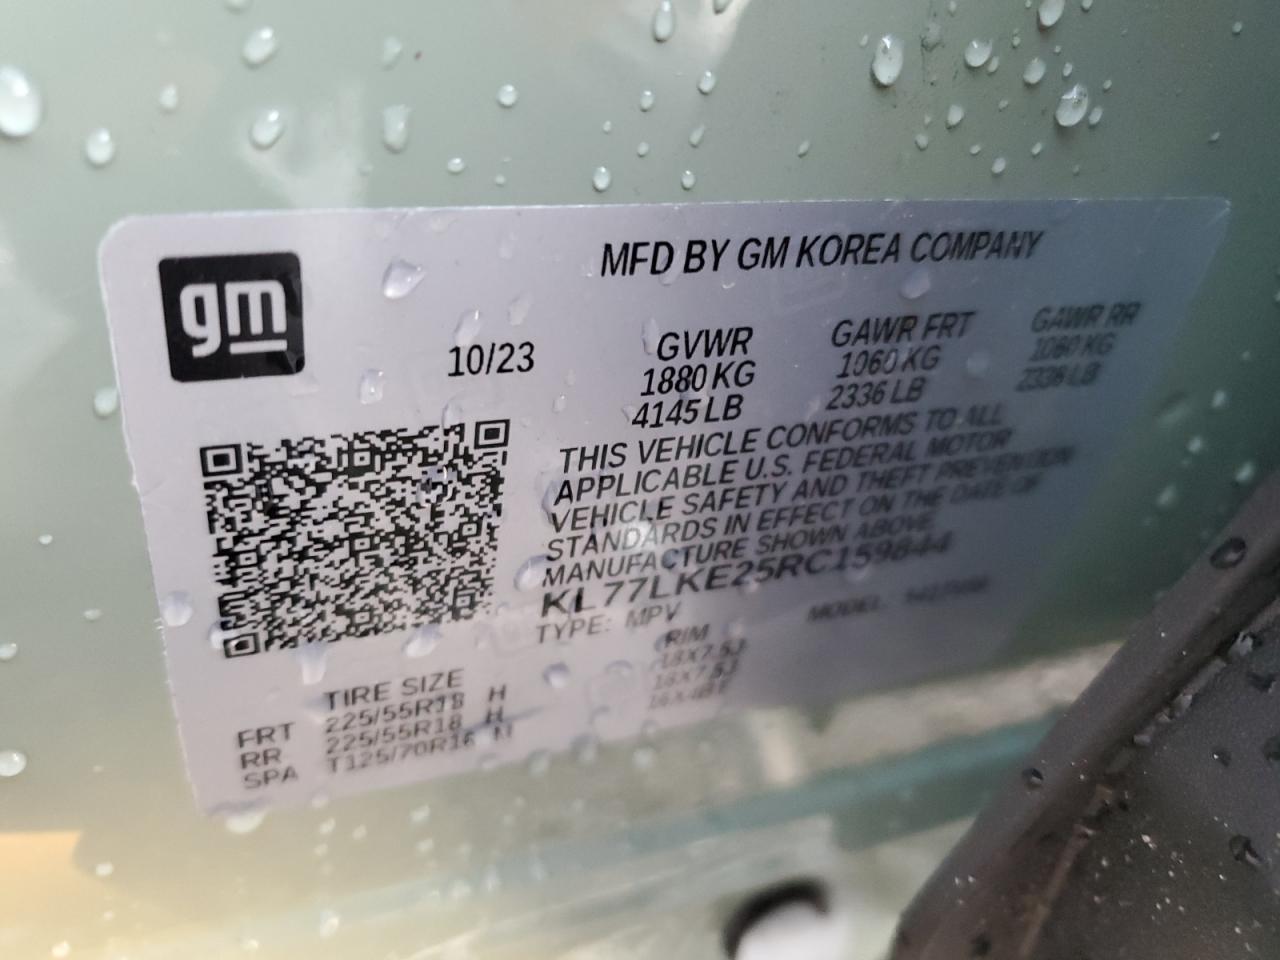 gm
MFD BY GM KOREA COMPANY
10/23
GVWR GAWR FRT GAWR RR
1880 KG 1060 KG 1060 KG
4145 LB 2336 LB 2336 LB
THIS VEHICLE CONFORMS TO ALL
APPLICABLE U.S. FEDERAL MOTOR
VEHICLE SAFETY AND THEFT PREVENTION
STANDARDS IN EFFECT ON THE DATE OF
MANUFACTURE SHOWN ABOVE.
KL77LKE25RC159844
TYPE: MPV MODEL:
TIRE SIZE RIM
FRT 225/55R18 H 18X7.5J
RR 225/55R18 H 18X7.5J
SPA T125/70R16 M